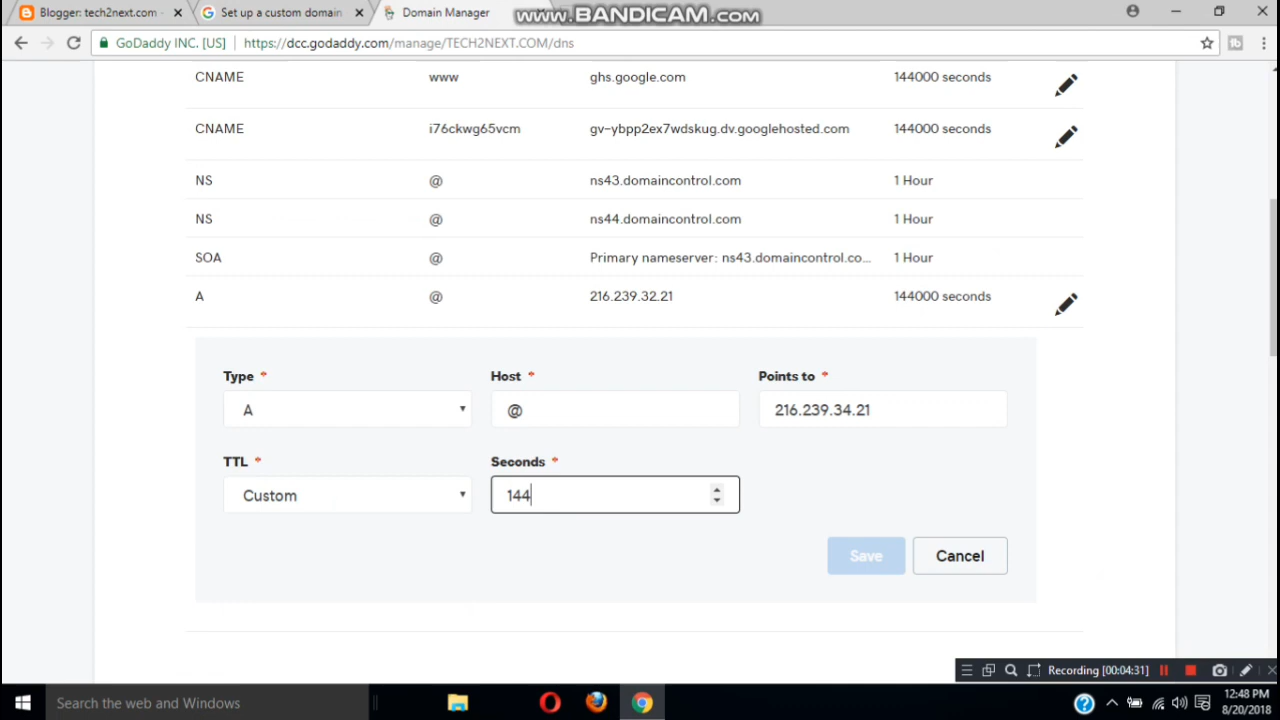 Blogger: tech2next.com - × Set up a custom domain × Domain Manager www.BANDICAM.com
GoDaddy INC. [US] https://dcc.godaddy.com/manage/TECH2NEXT.COM/dns
CNAME www ghs.google.com 144000 seconds
CNAME i76ckwg65vcm gv-ybpp2ex7wdskug.dv.googlehosted.com 144000 seconds
NS @ ns43.domaincontrol.com 1 Hour
NS @ ns44.domaincontrol.com 1 Hour
SOA @ Primary nameserver: ns43.domaincontrol.co... 1 Hour
A @ 216.239.32.21 144000 seconds
Type * Host * Points to *
A @ 216.239.34.21
TTL * Seconds *
Custom 144
Save Cancel
Recording [00:04:31]
Search the web and Windows 12:48 PM
8/20/2018